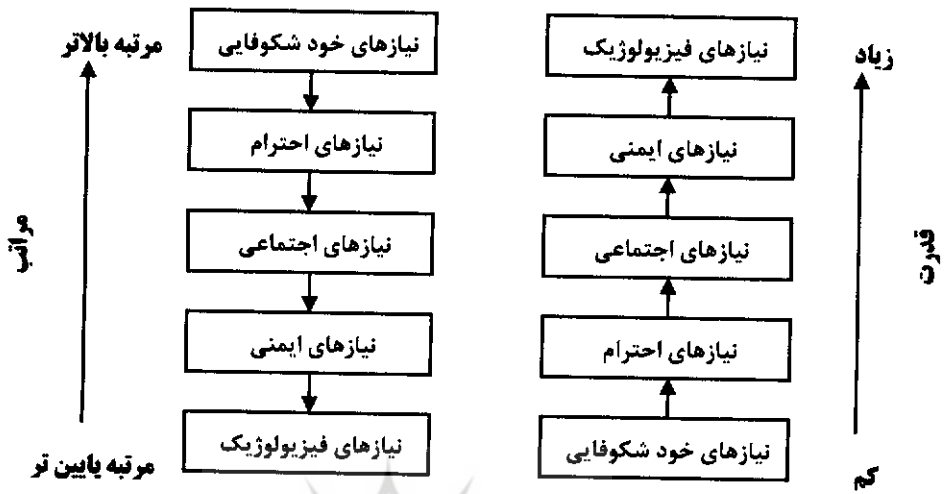 زیاد
نیازهای فیزیولوژیک
نیازهای ایمنی
نیازهای اجتماعی
نیازهای احترام
نیازهای خود شکوفایی
قدرت
کم
نیازهای خود شکوفایی
نیازهای احترام
نیازهای اجتماعی
نیازهای ایمنی
نیازهای فیزیولوژیک
مرتبه بالاتر
مراتب
مرتبه پایین تر